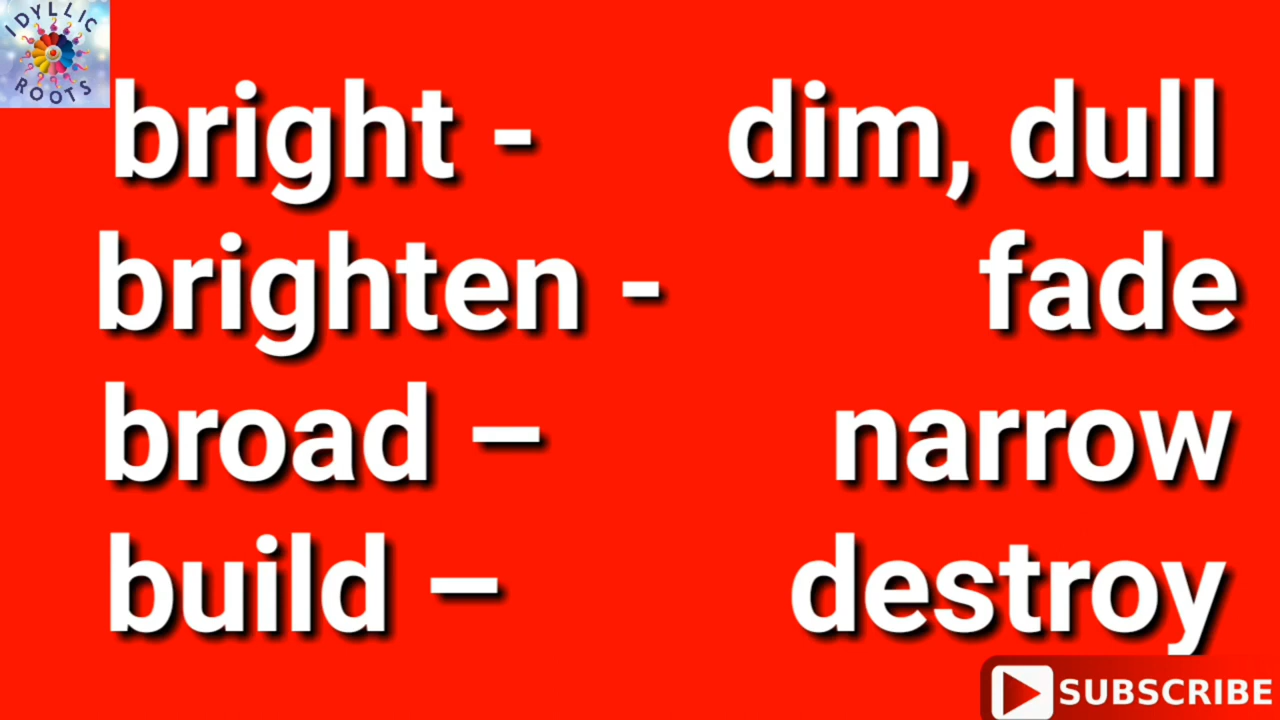 IDYLLIC
ROOTS
bright - dim, dull
brighten - fade
broad – narrow
build – destroy
SUBSCRIBE